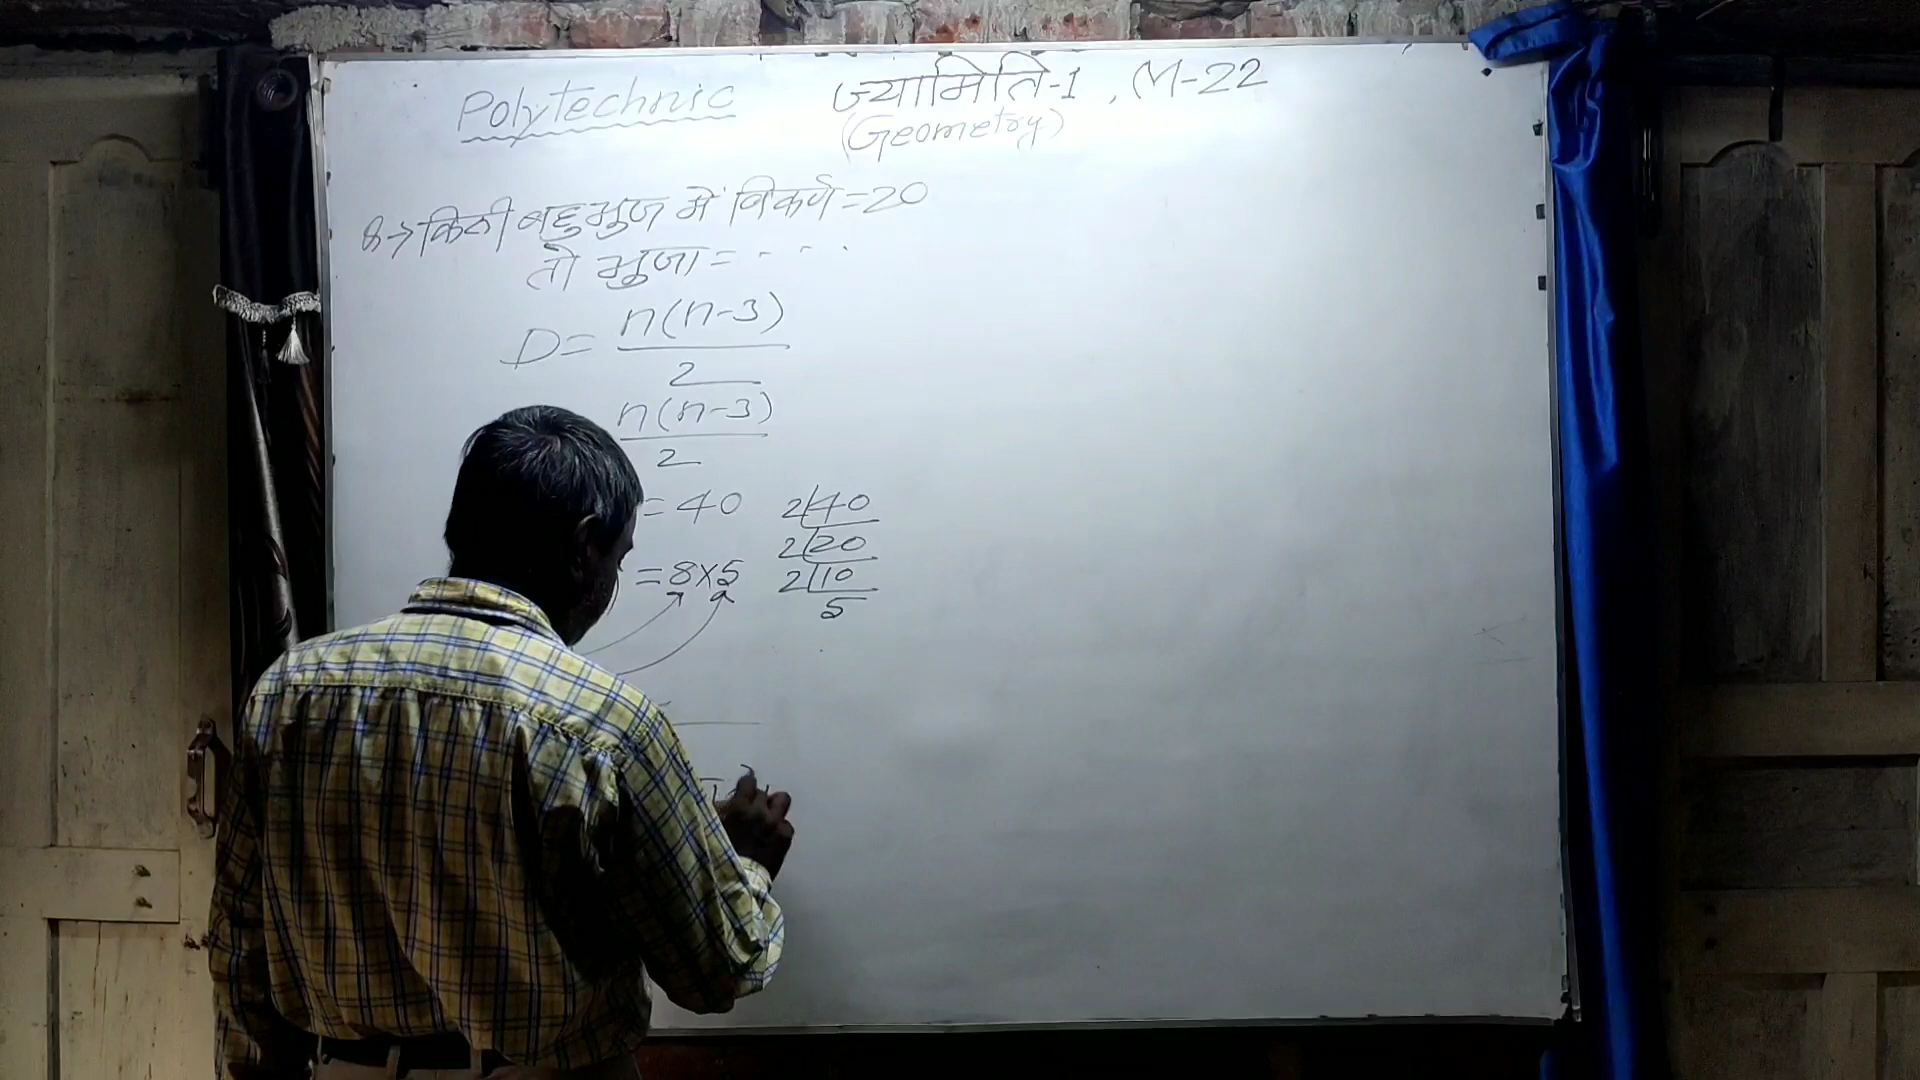 Polytechnic ज्यामिति-1, M-22
(Geometry)
8→किसी बहुभुज में विकर्ण=20
तो भुजा= - - - .
D= n(n-3)
2
n(n-3)
2
=40
=8x5
2 40
2 20
2 10
5